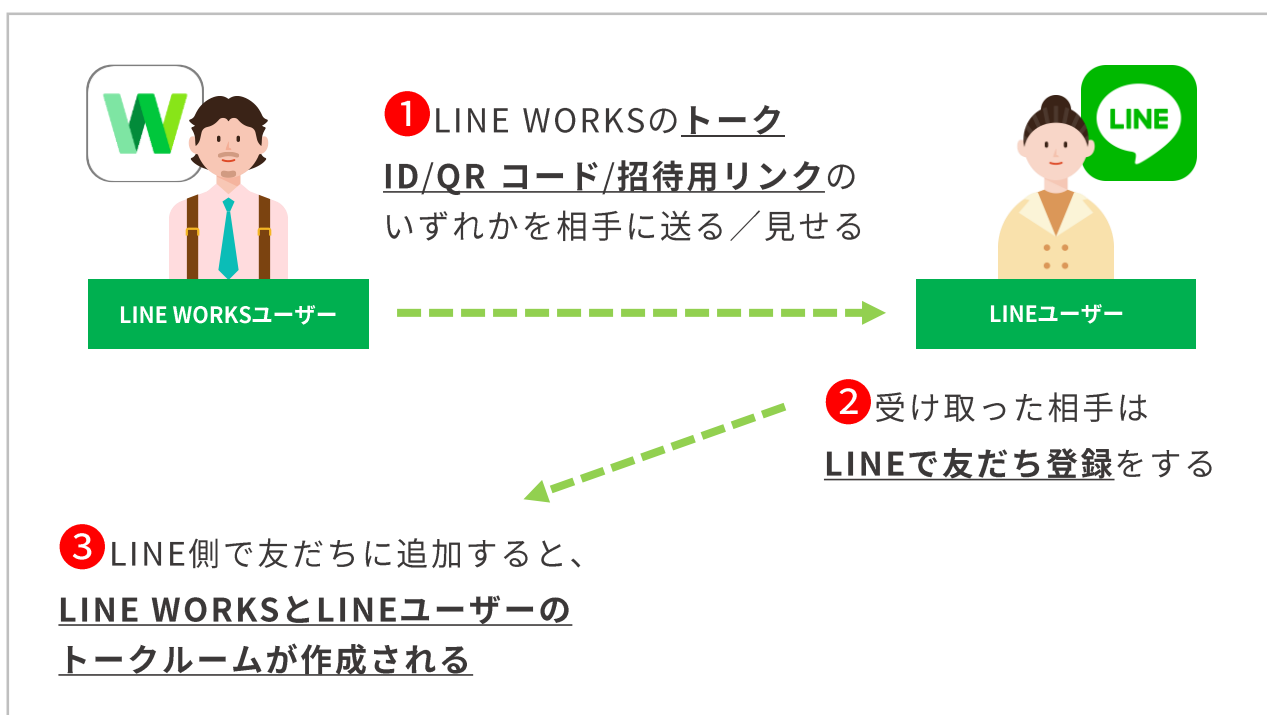 ❶LINE WORKSのトーク
ID/QR コード/招待用リンクの
いずれかを相手に送る／見せる
LINE
LINE WORKSユーザー
LINEユーザー
❷受け取った相手は
LINEで友だち登録をする
❸LINE側で友だちに追加すると、
LINE WORKSとLINEユーザーの
トークルームが作成される